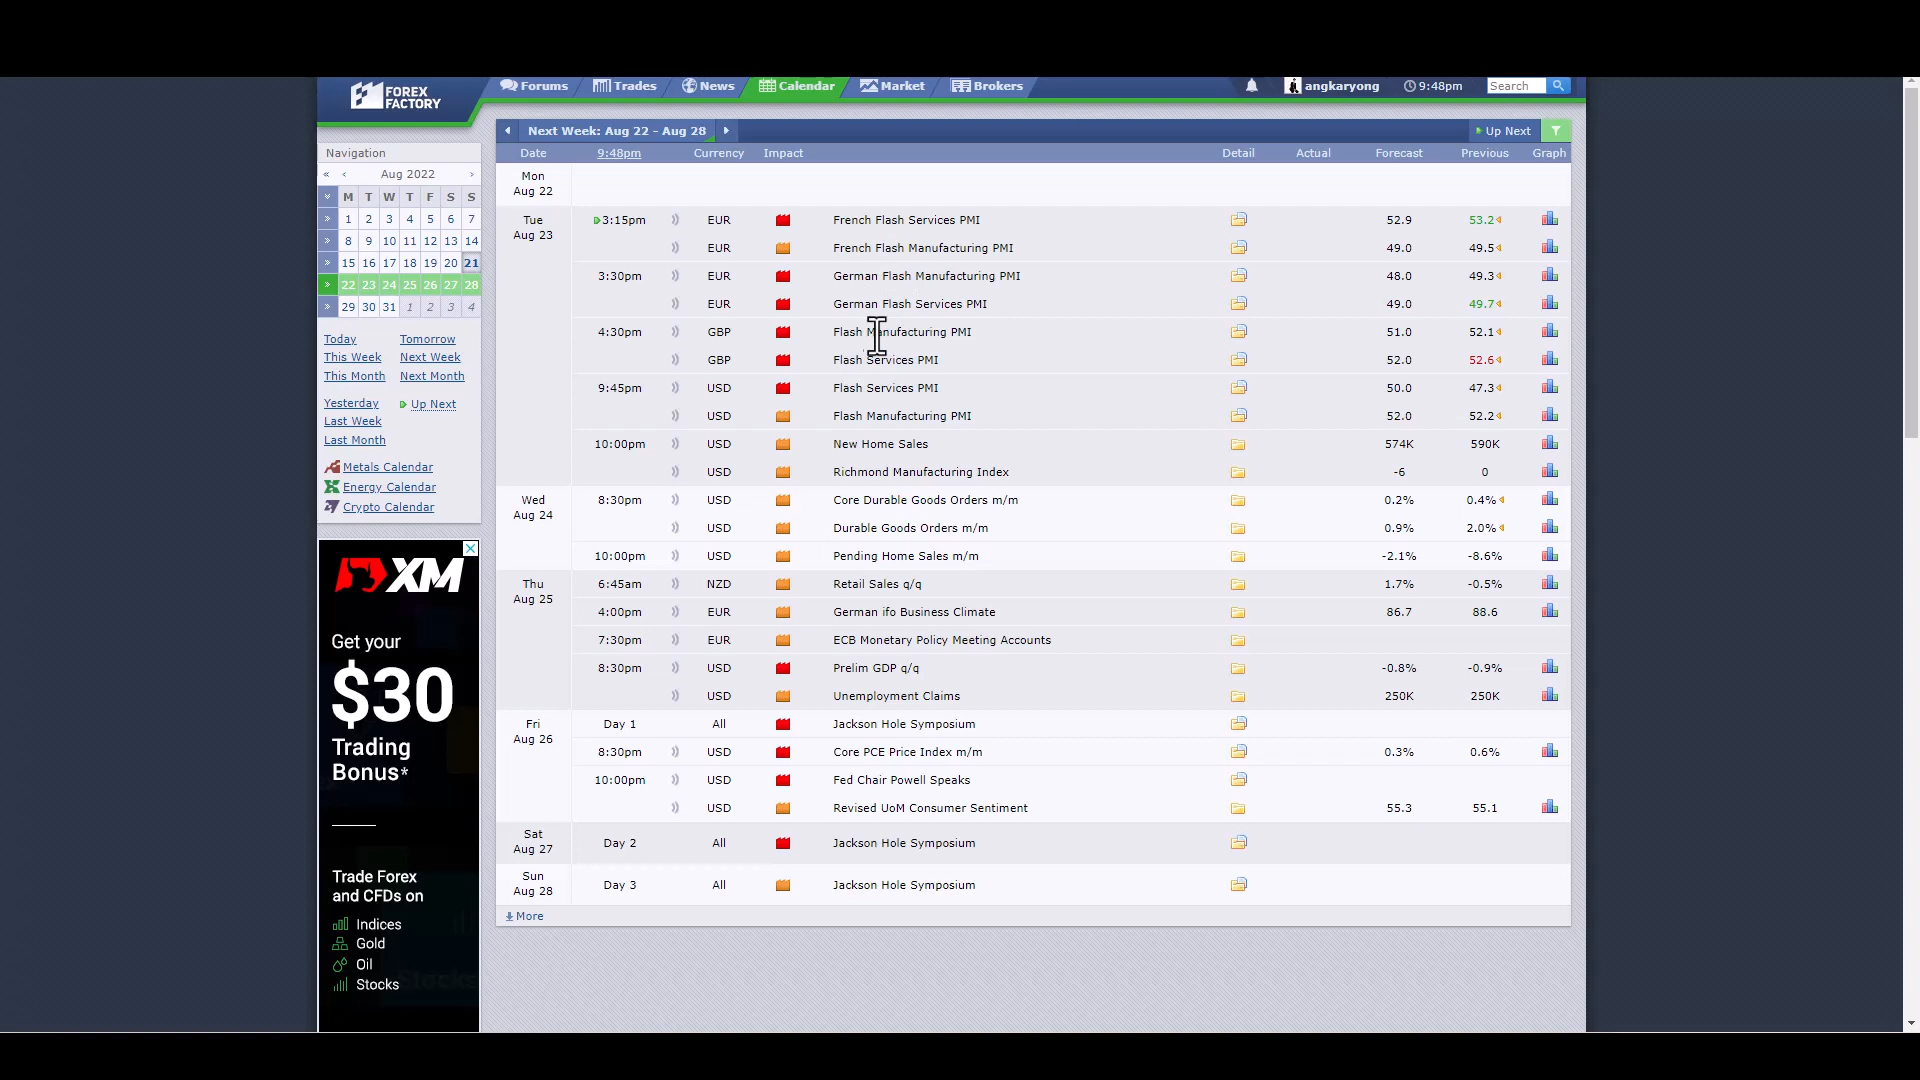 FOREX FACTORY
Forums Trades News Calendar Market Brokers angkaryong 9:48pm Search
Navigation
« ‹ Aug 2022 ›
M T W T F S S
» 1 2 3 4 5 6 7
» 8 9 10 11 12 13 14
» 15 16 17 18 19 20 21
» 22 23 24 25 26 27 28
» 29 30 31 1 2 3 4
Today Tomorrow
This Week Next Week
This Month Next Month
Yesterday Up Next
Last Week
Last Month
Metals Calendar
Energy Calendar
Crypto Calendar
XM
Get your
$30
Trading
Bonus*
Trade Forex
and CFDs on
Indices
Gold
Oil
Stocks
Next Week: Aug 22 - Aug 28 Up Next
Date 9:48pm Currency Impact Detail Actual Forecast Previous Graph
Mon
Aug 22
Tue
Aug 23
3:15pm EUR French Flash Services PMI 52.9 53.2
EUR French Flash Manufacturing PMI 49.0 49.5
3:30pm EUR German Flash Manufacturing PMI 48.0 49.3
EUR German Flash Services PMI 49.0 49.7
4:30pm GBP Flash Manufacturing PMI 51.0 52.1
GBP Flash Services PMI 52.0 52.6
9:45pm USD Flash Services PMI 50.0 47.3
USD Flash Manufacturing PMI 52.0 52.2
10:00pm USD New Home Sales 574K 590K
USD Richmond Manufacturing Index -6 0
Wed
Aug 24
8:30pm USD Core Durable Goods Orders m/m 0.2% 0.4%
USD Durable Goods Orders m/m 0.9% 2.0%
10:00pm USD Pending Home Sales m/m -2.1% -8.6%
Thu
Aug 25
6:45am NZD Retail Sales q/q 1.7% -0.5%
4:00pm EUR German ifo Business Climate 86.7 88.6
7:30pm EUR ECB Monetary Policy Meeting Accounts
8:30pm USD Prelim GDP q/q -0.8% -0.9%
USD Unemployment Claims 250K 250K
Fri
Aug 26
Day 1 All Jackson Hole Symposium
8:30pm USD Core PCE Price Index m/m 0.3% 0.6%
10:00pm USD Fed Chair Powell Speaks
USD Revised UoM Consumer Sentiment 55.3 55.1
Sat
Aug 27
Day 2 All Jackson Hole Symposium
Sun
Aug 28
Day 3 All Jackson Hole Symposium
More